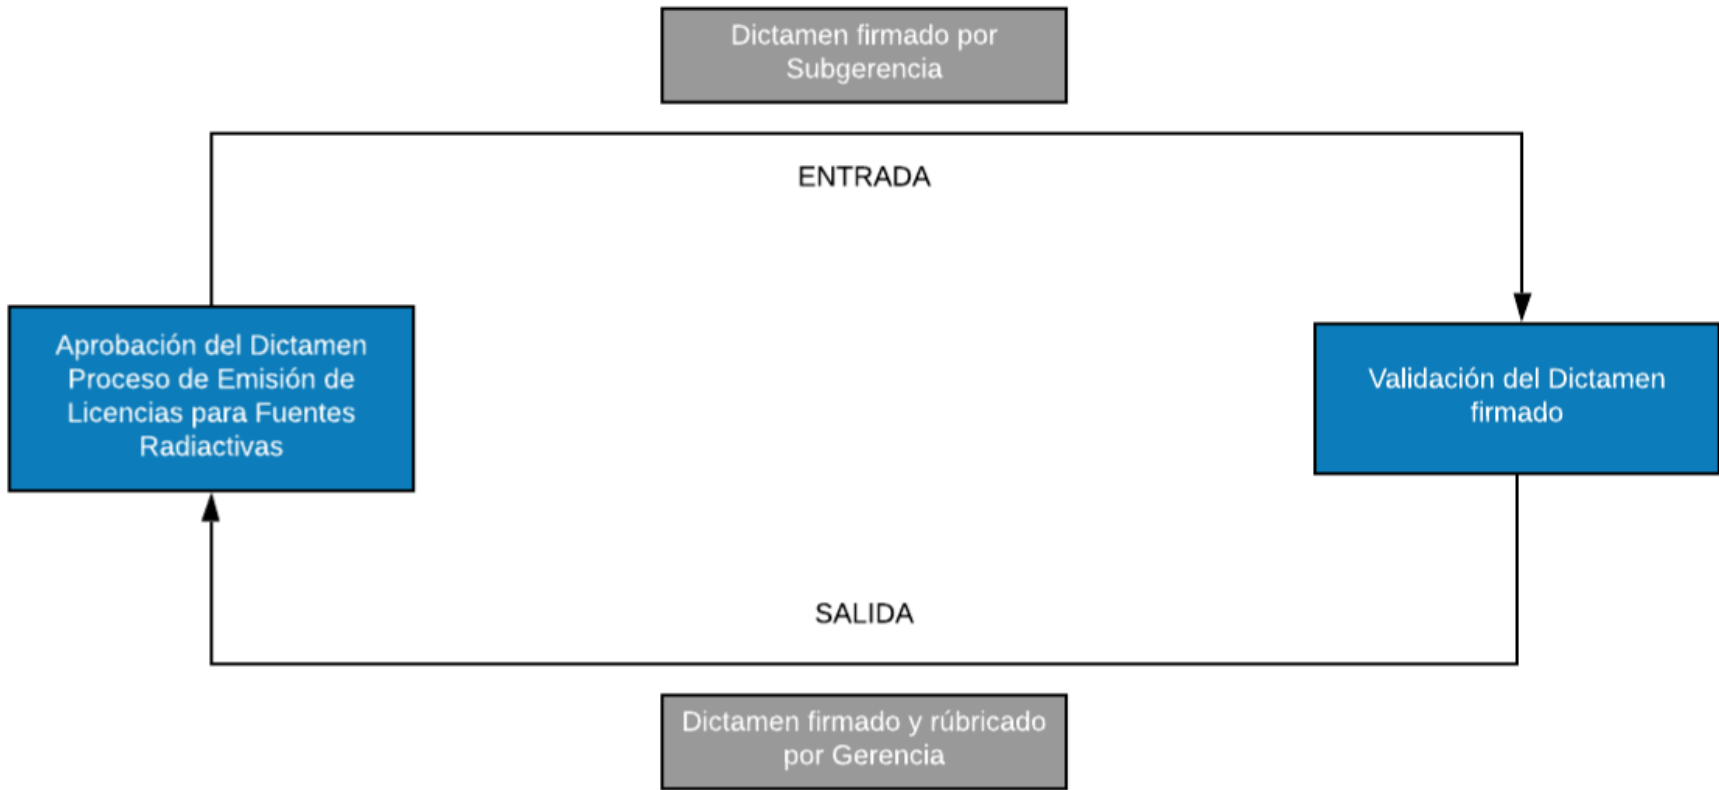 Dictamen firmado por
Subgerencia
ENTRADA
Aprobación del Dictamen
Proceso de Emisión de
Licencias para Fuentes
Radiactivas
Validación del Dictamen
firmado
SALIDA
Dictamen firmado y rúbricado
por Gerencia